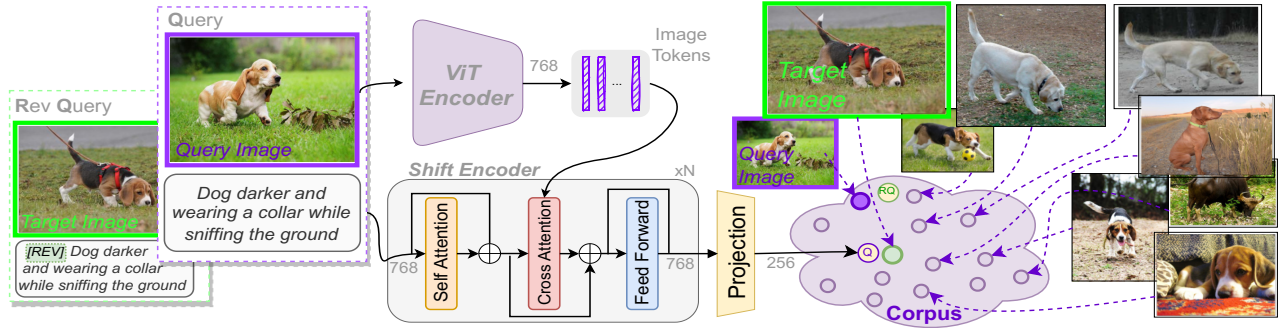 Query
Rev Query
Query Image
Target Image
Dog darker and
wearing a collar while
sniffing the ground
[REV] Dog darker
and wearing a collar
while sniffing the ground
ViT
Encoder
768
...
Image
Tokens
Shift Encoder
xN
768
Self Attention
Cross Attention
Feed Forward
768
Projection
256
Target
Image
Query
Image
RQ
Q
Corpus